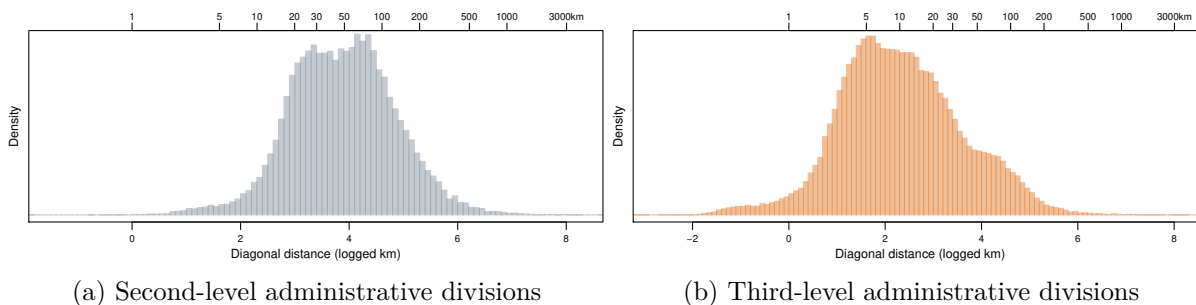 1 5 10 20 30 50 100 200 500 1000 3000km
Density
0 2 4 6 8
Diagonal distance (logged km)
(a) Second-level administrative divisions
1 5 10 20 30 50 100 200 500 1000 3000km
Density
−2 0 2 4 6 8
Diagonal distance (logged km)
(b) Third-level administrative divisions